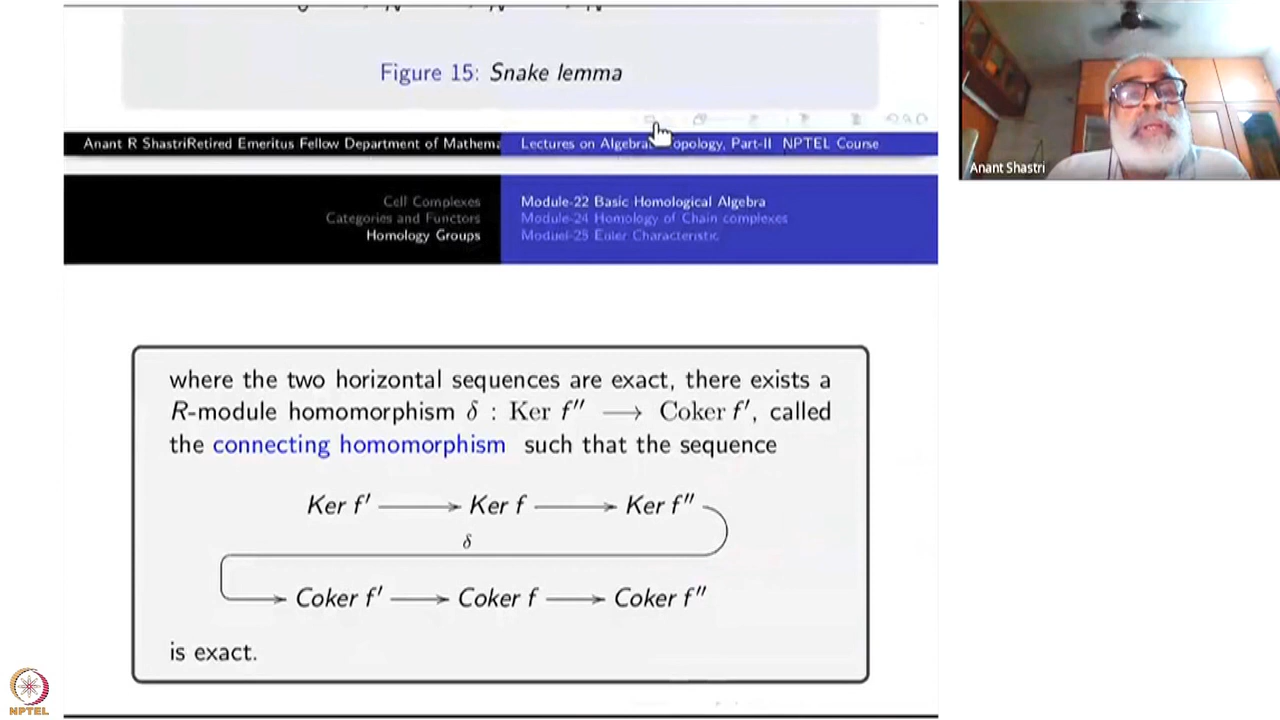 Figure 15: Snake lemma
Anant R ShastriRetired Emeritus Fellow Department of Mathema
Lectures on Algebraic Topology, Part-II NPTEL Course
Anant Shastri
Cell Complexes
Categories and Functors
Homology Groups
Module-22 Basic Homological Algebra
Module-24 Homology of Chain complexes
Moduel-25 Euler Characteristic
where the two horizontal sequences are exact, there exists a
R-module homomorphism δ : Ker f″ ⟶ Coker f′, called
the connecting homomorphism such that the sequence
Ker f′ ⟶ Ker f ⟶ Ker f″
δ
Coker f′ ⟶ Coker f ⟶ Coker f″
is exact.
NPTEL